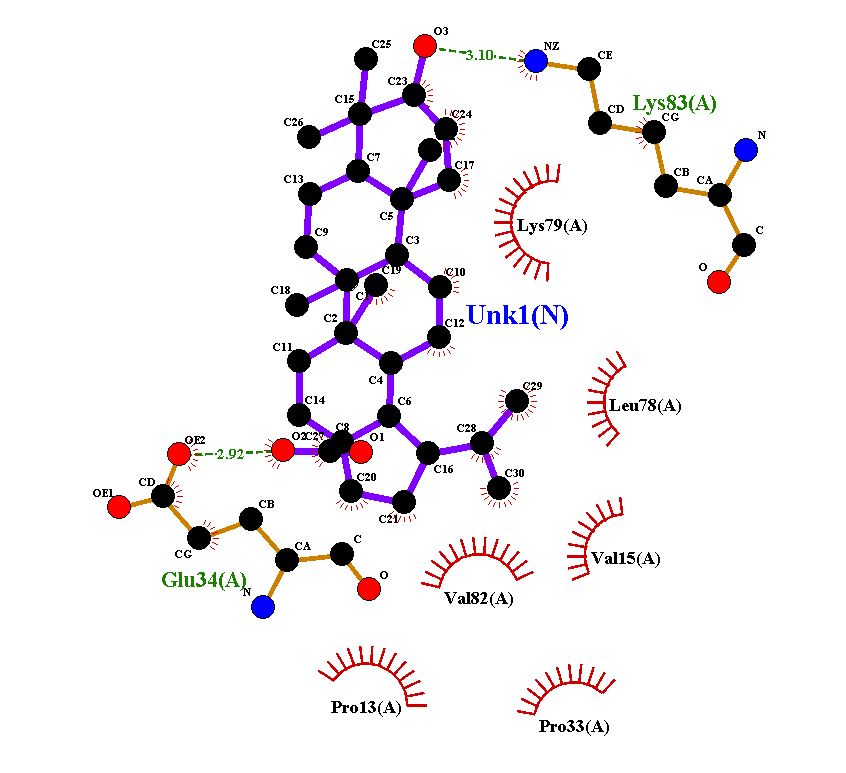 O3
C25
NZ
CE
3.10
C23
C15
CD
Lys83(A)
C24
CG
C26
N
C7
C17
C13
CB
CA
C5
Lys79(A)
C9
C3
C
C19
C10
O
C18
C
Unk1(N)
C2
C12
C11
C4
C29
Leu78(A)
C14
C6
C8
C28
OE2
O2
C27
O1
2.92
C16
CD
C20
C30
OE1
CB
C21
CG
CA
C
Val15(A)
Glu34(A)
O
N
Val82(A)
Pro13(A)
Pro33(A)